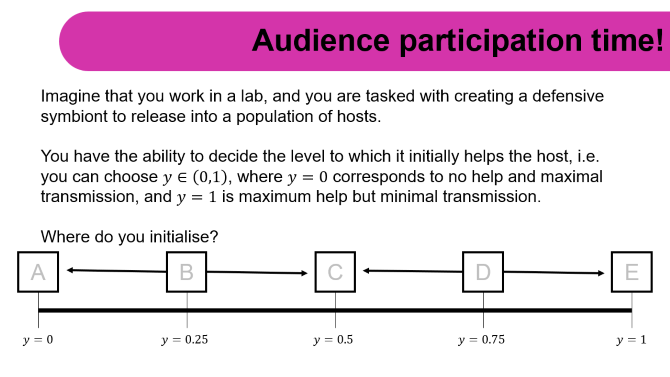 Audience participation time!
Imagine that you work in a lab, and you are tasked with creating a defensive
symbiont to release into a population of hosts.
You have the ability to decide the level to which it initially helps the host, i.e.
you can choose y ∈ (0,1), where y = 0 corresponds to no help and maximal
transmission, and y = 1 is maximum help but minimal transmission.
Where do you initialise?
A B C D E
y = 0 y = 0.25 y = 0.5 y = 0.75 y = 1